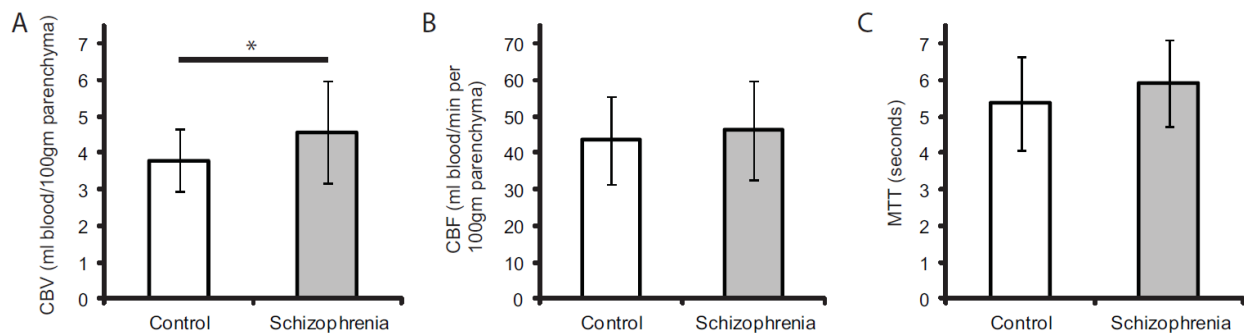 A
CBV (ml blood/100gm parenchyma)
7
6
5
4
3
2
1
0
*
Control
Schizophrenia
B
CBF (ml blood/min per
100gm parenchyma)
70
60
50
40
30
20
10
0
Control
Schizophrenia
C
MTT (seconds)
7
6
5
4
3
2
1
0
Control
Schizophrenia